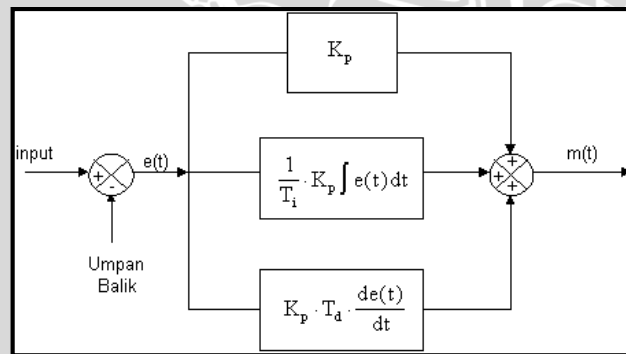 K_p
input
e(t)
+
-
1/T_i · K_p ∫ e(t) dt
+
+
+
m(t)
Umpan
Balik
K_p · T_d · de(t)/dt